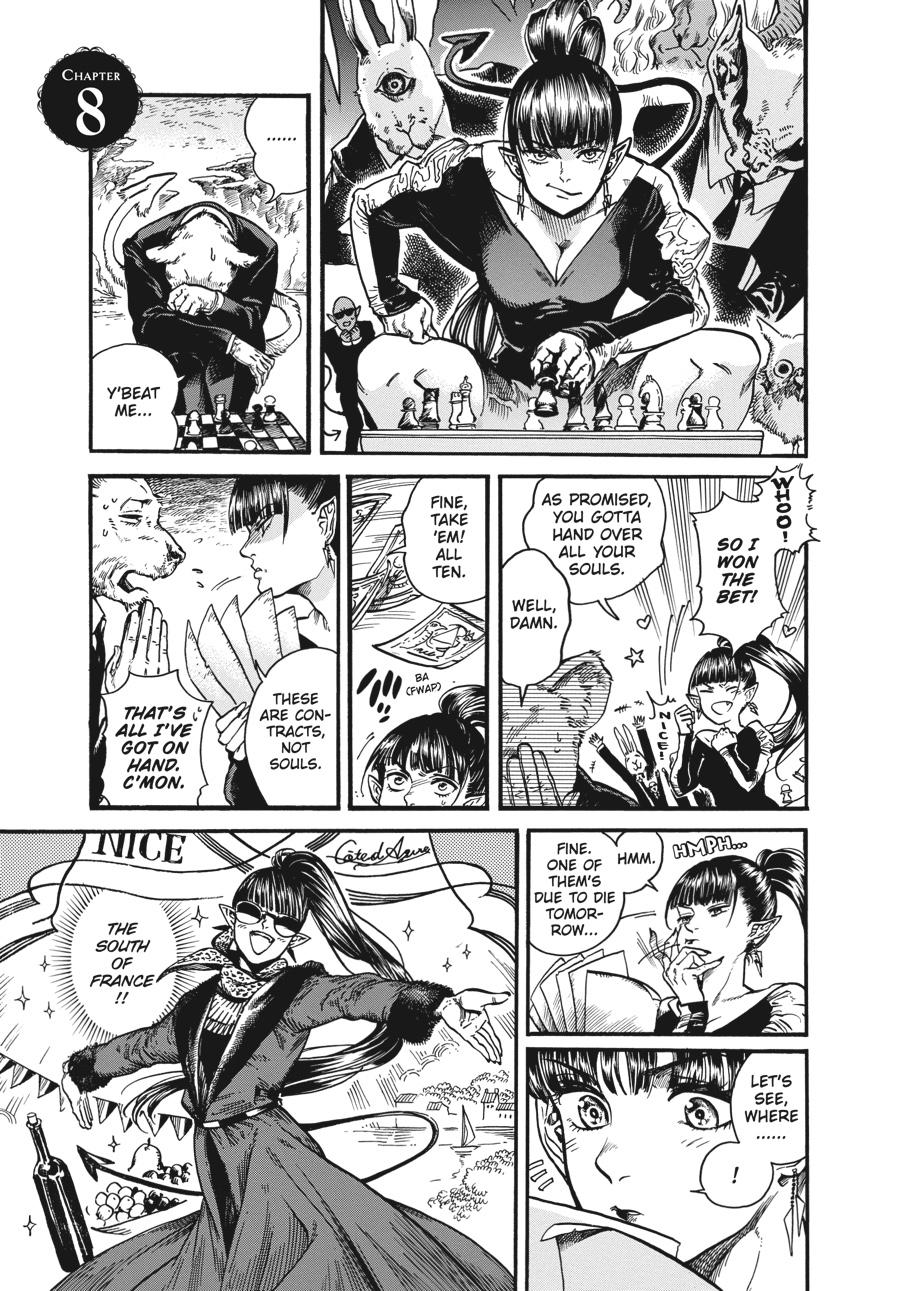 CHAPTER
8
.......
Y'BEAT
ME...
WHOO!
SO I
WON
THE
BET!
AS PROMISED,
YOU GOTTA
HAND OVER
ALL YOUR
SOULS.
WELL,
DAMN.
NICE!
FINE,
TAKE
'EM!
ALL
TEN.
BA
(FWAP)
THESE
ARE CON-
TRACTS,
NOT
SOULS.
THAT'S
ALL I'VE
GOT ON
HAND.
C'MON.
HMPH...
HMM.
FINE.
ONE OF
THEM'S
DUE TO DIE
TOMOR-
ROW...
LET'S
SEE,
WHERE
......
!
NICE
THE
SOUTH
OF
FRANCE
!!